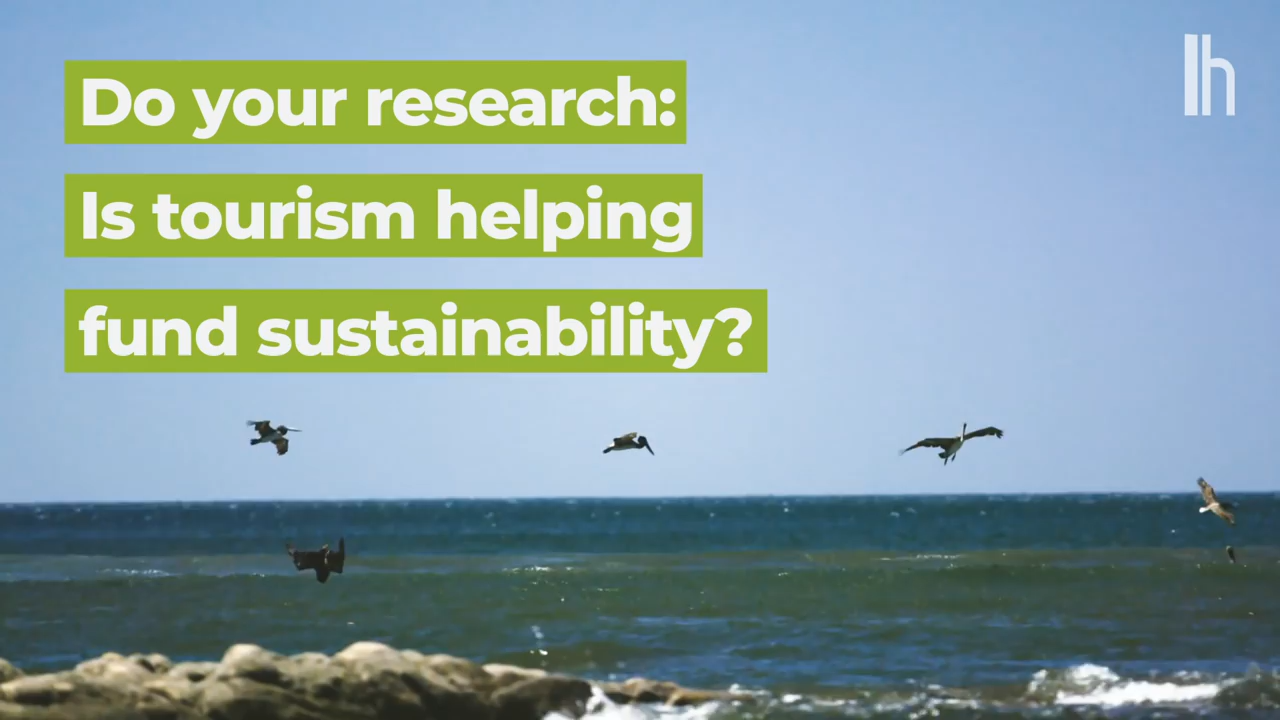 Do your research:
Is tourism helping
fund sustainability?
lh